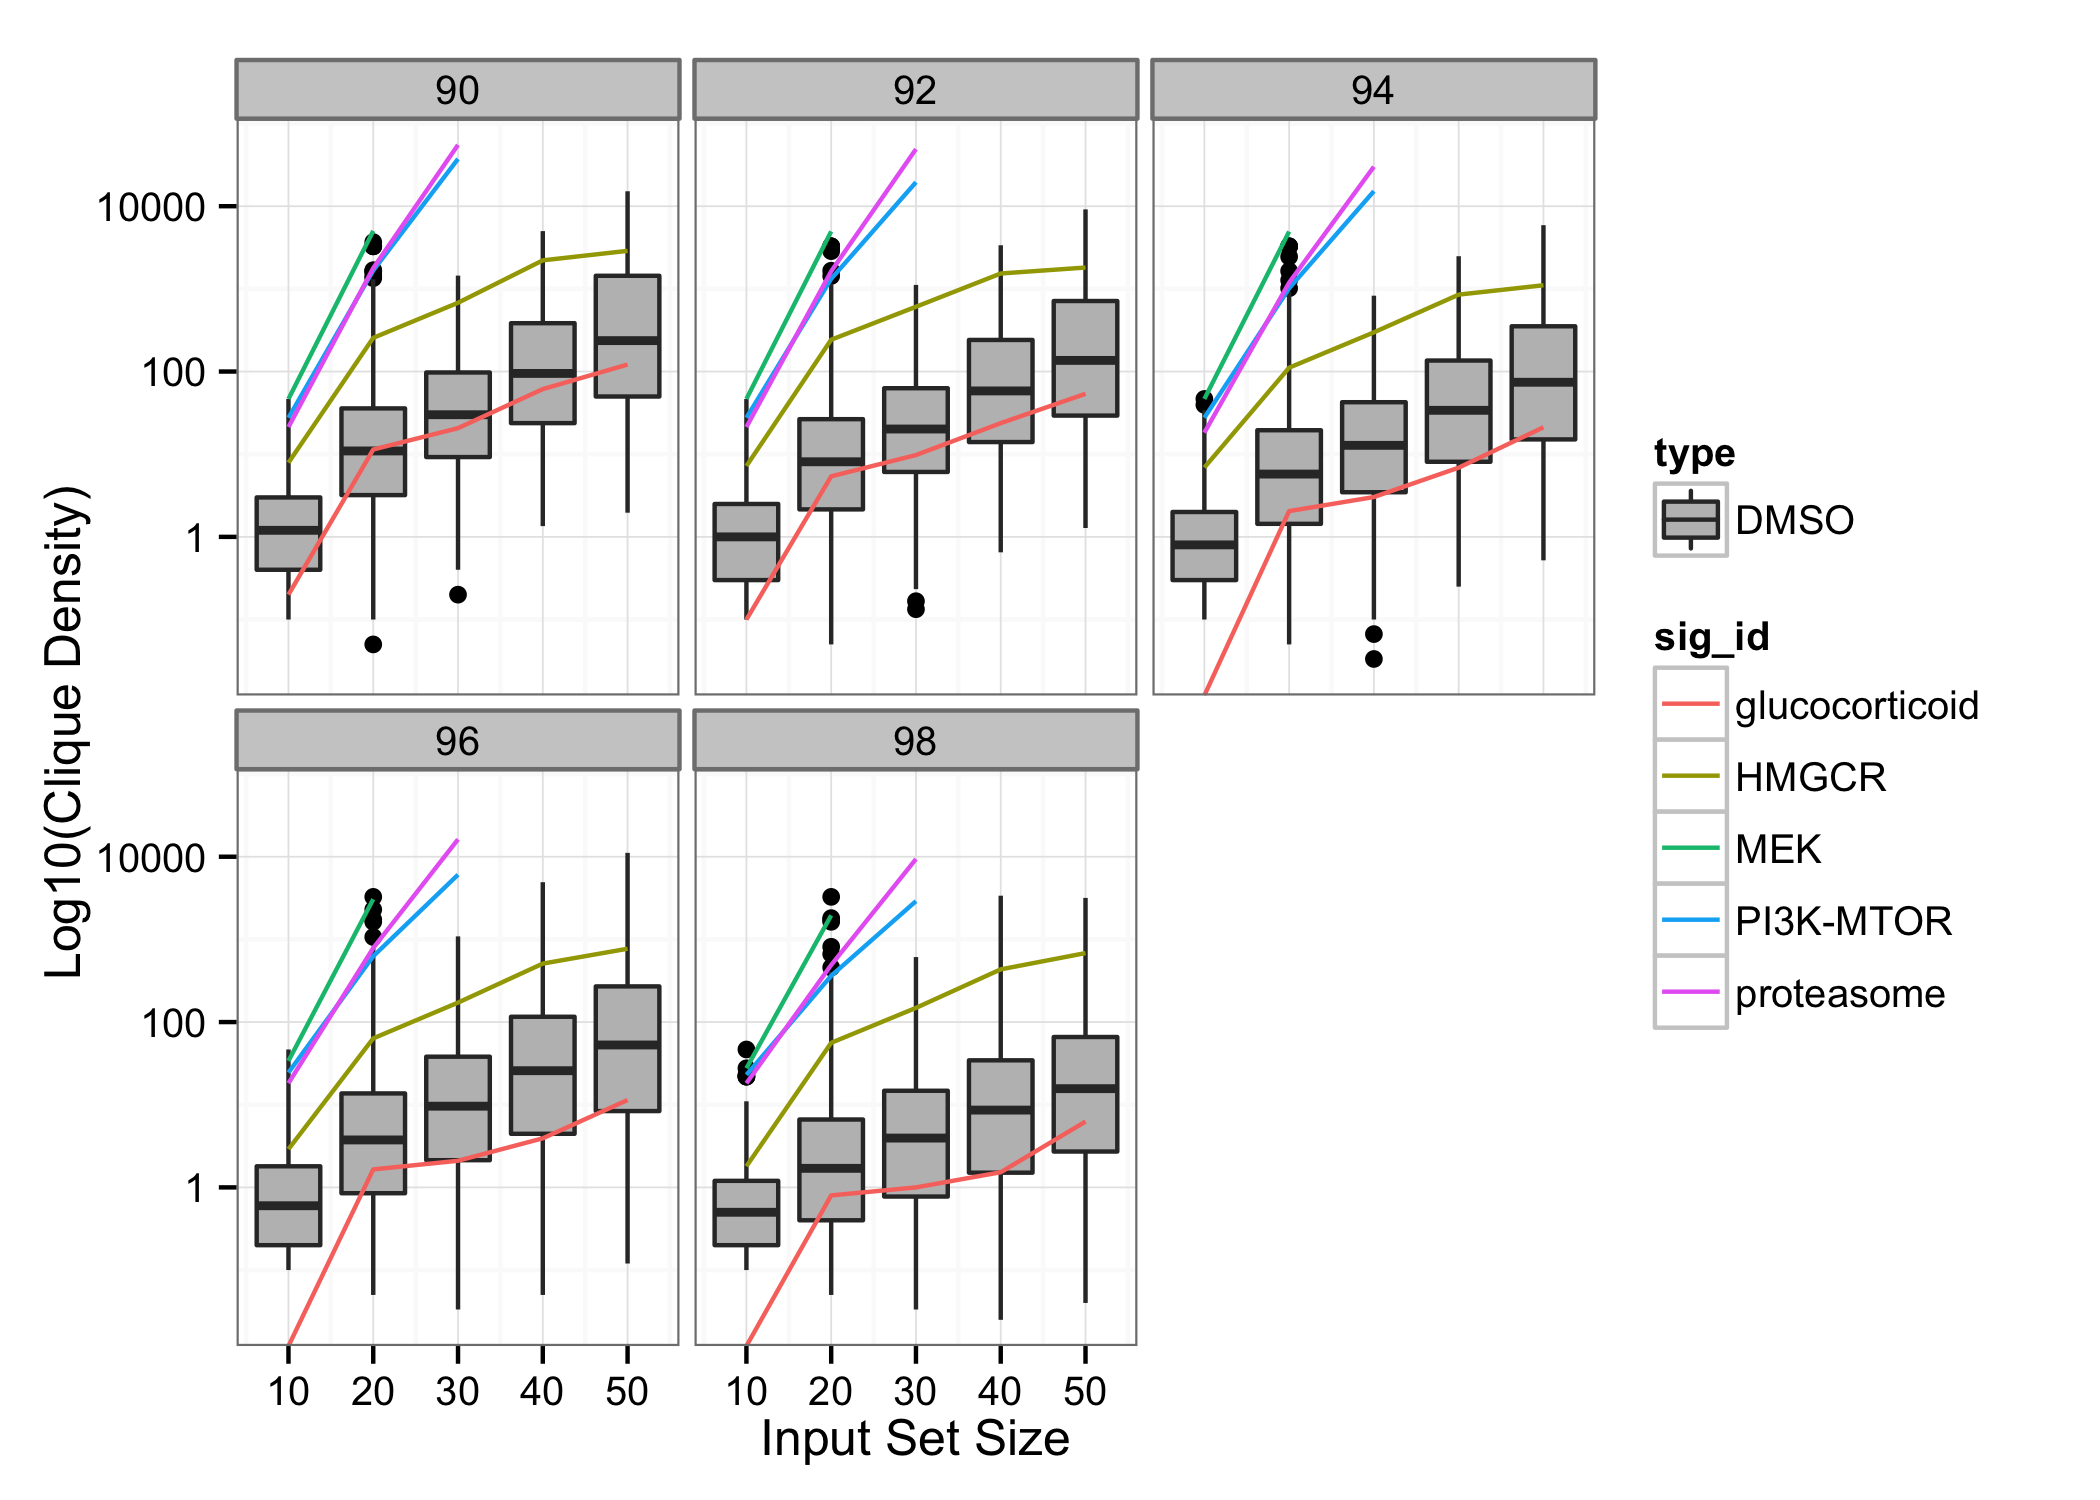 90
92
94
10000
100
1
96
98
10000
100
1
10 20 30 40 50
10 20 30 40 50
Input Set Size
Log10(Clique Density)
type
DMSO
sig_id
glucocorticoid
HMGCR
MEK
PI3K-MTOR
proteasome